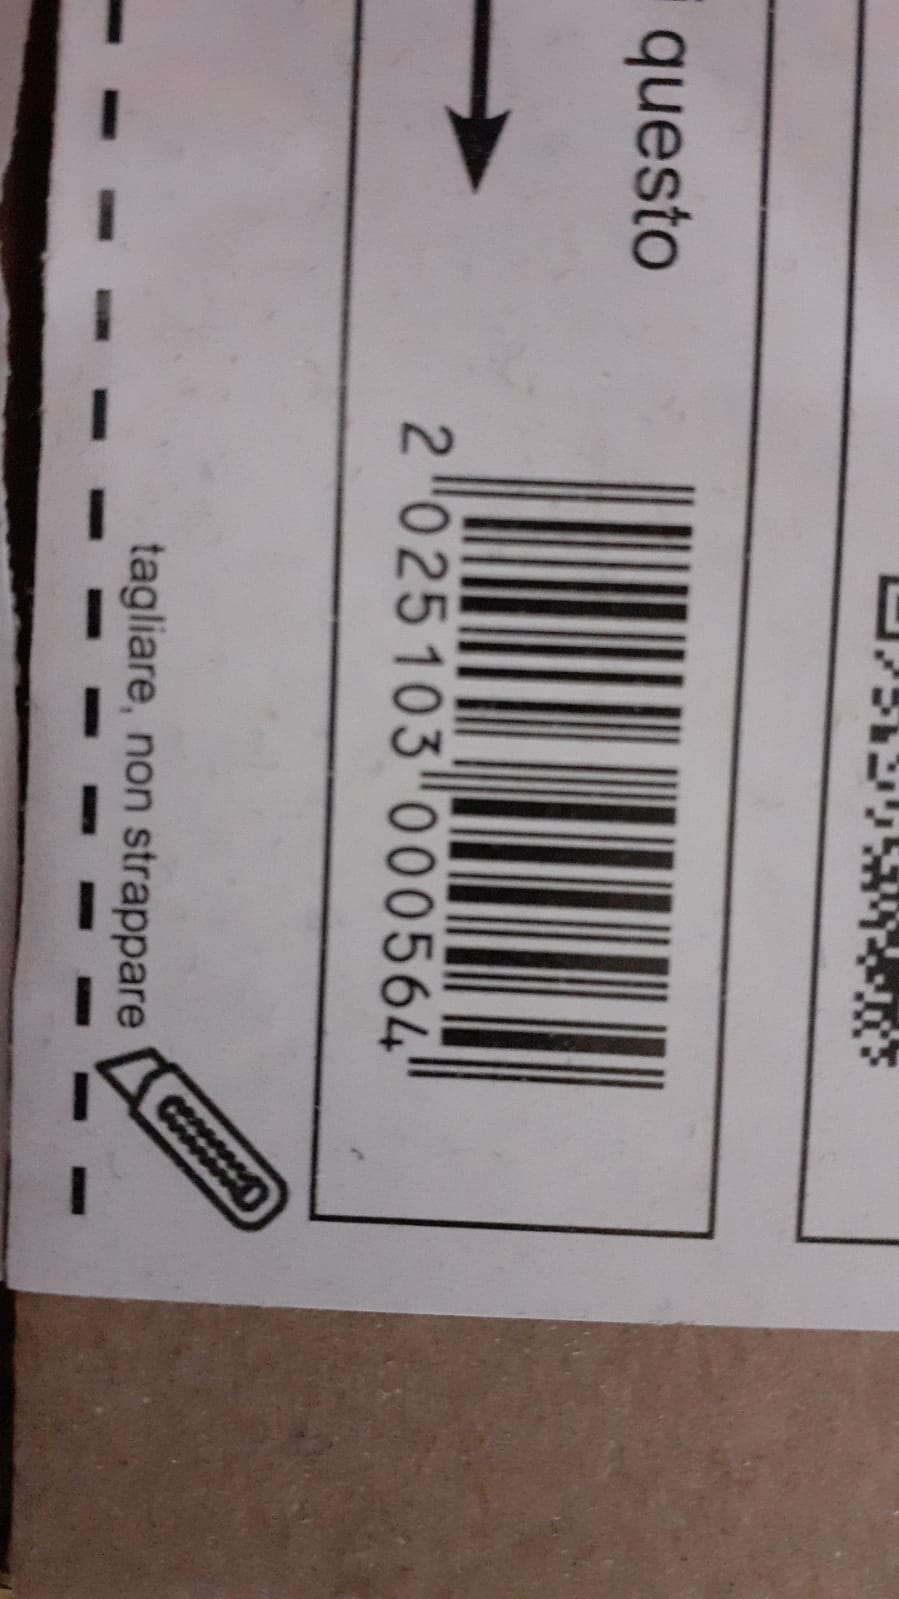 questo
2 025103 000564
tagliare, non strappare